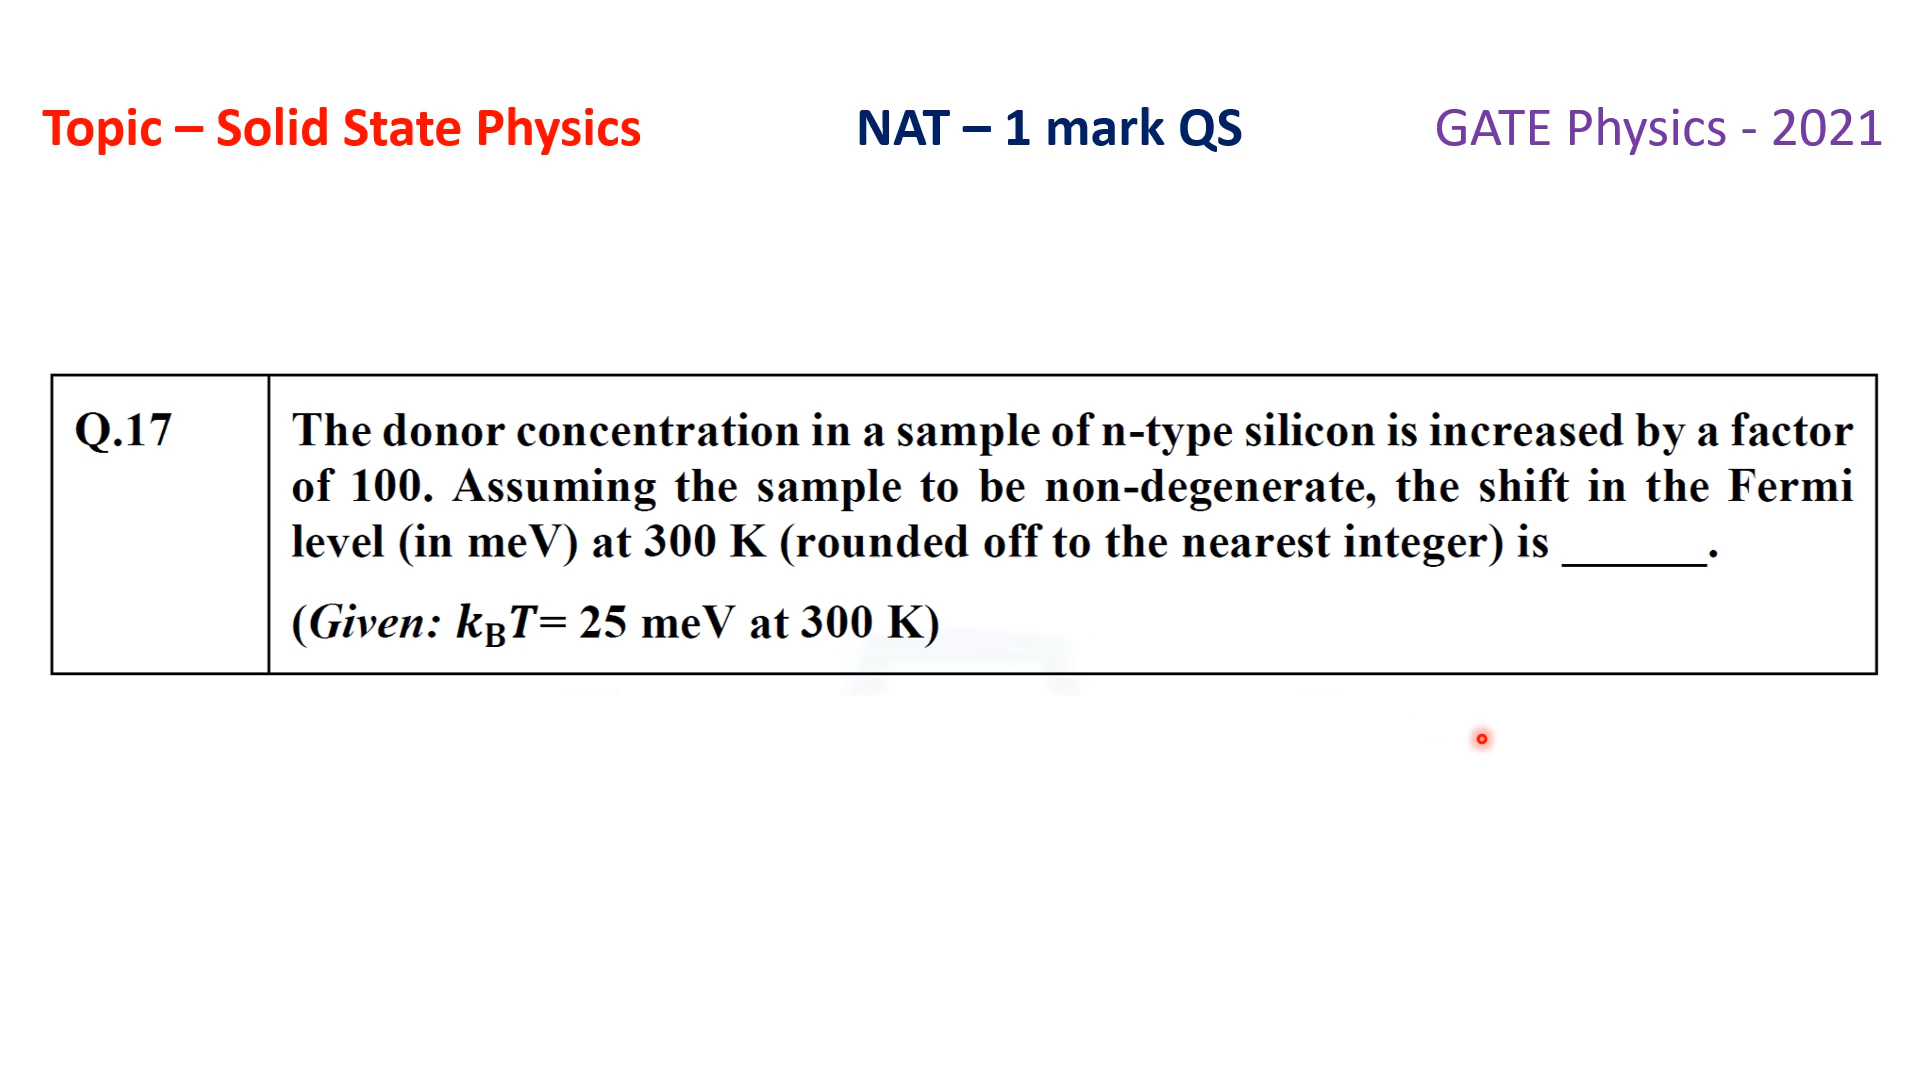 Topic – Solid State Physics NAT – 1 mark QS GATE Physics - 2021
Q.17 The donor concentration in a sample of n-type silicon is increased by a factor
of 100. Assuming the sample to be non-degenerate, the shift in the Fermi
level (in meV) at 300 K (rounded off to the nearest integer) is ______.
(Given: kBT= 25 meV at 300 K)